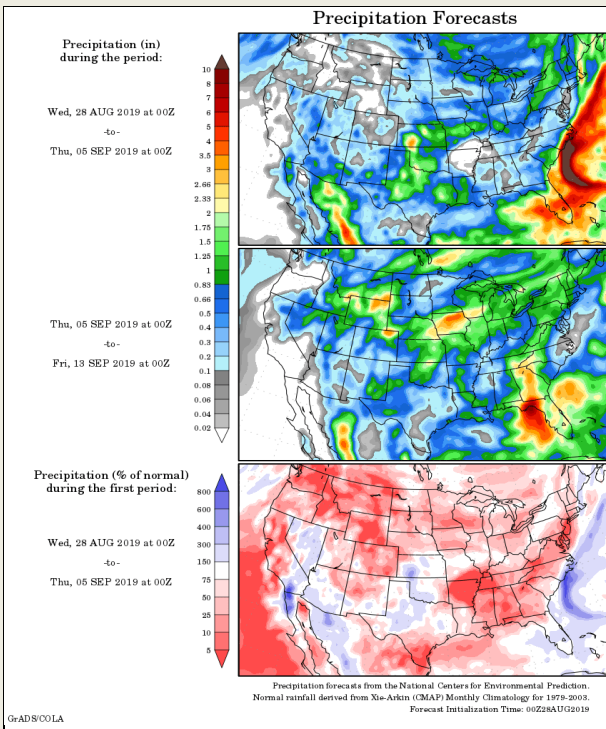 Precipitation Forecasts
Precipitation (in)
during the period:
Wed, 28 AUG 2019 at 00Z
-to-
Thu, 05 SEP 2019 at 00Z
10
8
7
6
5
4
3.5
3
2.66
2.33
2
1.75
1.5
1.25
1
0.83
0.66
0.5
0.4
0.3
0.2
0.1
0.08
0.06
0.04
0.02
Thu, 05 SEP 2019 at 00Z
-to-
Fri, 13 SEP 2019 at 00Z
Precipitation (% of normal)
during the first period:
Wed, 28 AUG 2019 at 00Z
-to-
Thu, 05 SEP 2019 at 00Z
800
600
400
300
150
75
50
25
10
5
Precipitation forecasts from the National Centers for Environmental Prediction.
Normal rainfall derived from Xie-Arkin (CMAP) Monthly Climatology for 1979-2003.
Forecast Initialization Time: 00Z28AUG2019
GrADS/COLA